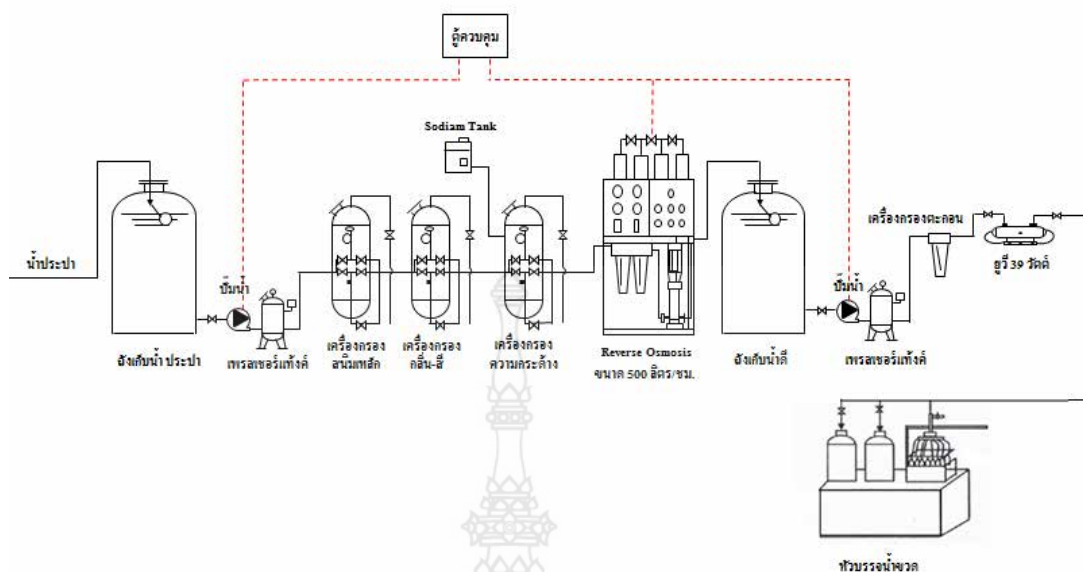 ตู้ควบคุม
Sodiam Tank
น้ำประปา
ถังเก็บน้ำ ประปา
ปั๊มน้ำ
เพรสเชอร์แท้งค์
เครื่องกรอง
สนิมเหล็ก
เครื่องกรอง
กลิ่น-สี
เครื่องกรอง
ความกระด้าง
Reverse Osmosis
ขนาด 500 ลิตร/ชม.
ถังเก็บน้ำดี
ปั๊มน้ำ
เพรสเชอร์แท้งค์
เครื่องกรองตะกอน
ยูวี 39 วัตต์
หัวบรรจุน้ำขวด